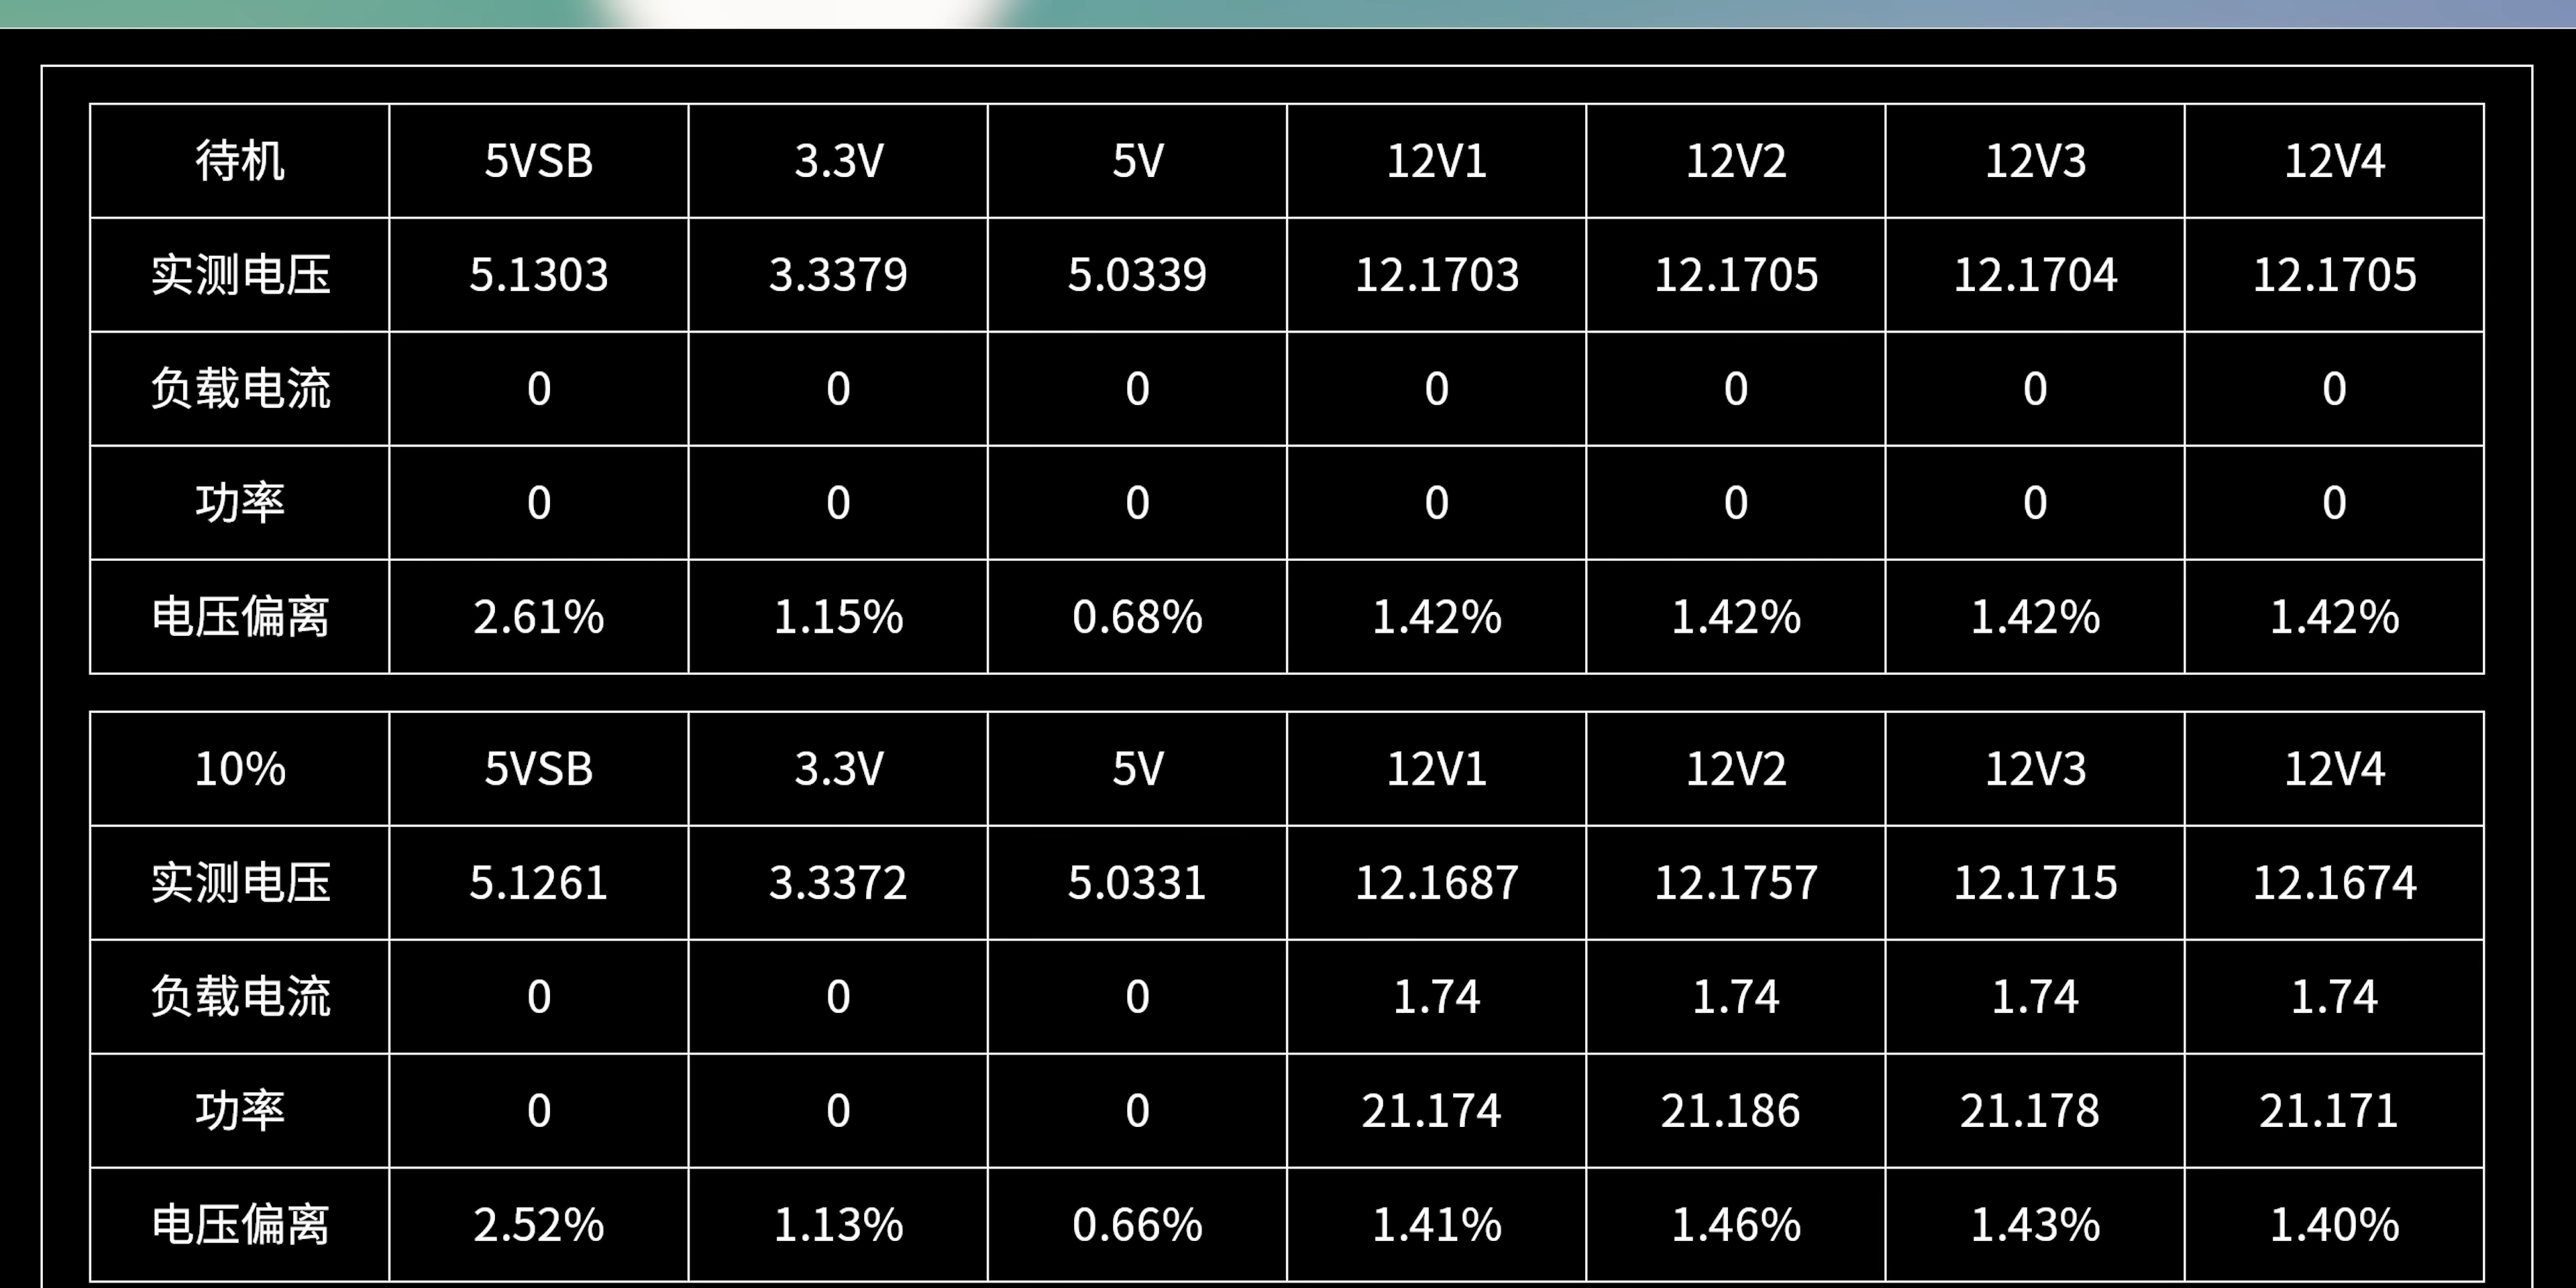 待机 5VSB 3.3V 5V 12V1 12V2 12V3 12V4
实测电压 5.1303 3.3379 5.0339 12.1703 12.1705 12.1704 12.1705
负载电流 0 0 0 0 0 0 0
功率 0 0 0 0 0 0 0
电压偏离 2.61% 1.15% 0.68% 1.42% 1.42% 1.42% 1.42%
10% 5VSB 3.3V 5V 12V1 12V2 12V3 12V4
实测电压 5.1261 3.3372 5.0331 12.1687 12.1757 12.1715 12.1674
负载电流 0 0 0 1.74 1.74 1.74 1.74
功率 0 0 0 21.174 21.186 21.178 21.171
电压偏离 2.52% 1.13% 0.66% 1.41% 1.46% 1.43% 1.40%